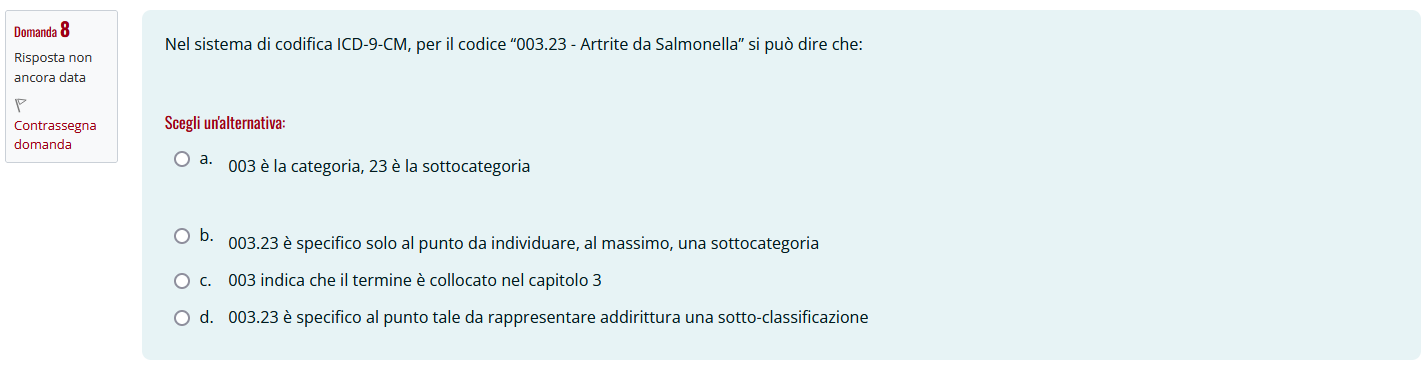 Domanda 8
Risposta non
ancora data
Contrassegna
domanda
Nel sistema di codifica ICD-9-CM, per il codice “003.23 - Artrite da Salmonella” si può dire che:
Scegli un'alternativa:
a. 003 è la categoria, 23 è la sottocategoria
b. 003.23 è specifico solo al punto da individuare, al massimo, una sottocategoria
c. 003 indica che il termine è collocato nel capitolo 3
d. 003.23 è specifico al punto tale da rappresentare addirittura una sotto-classificazione